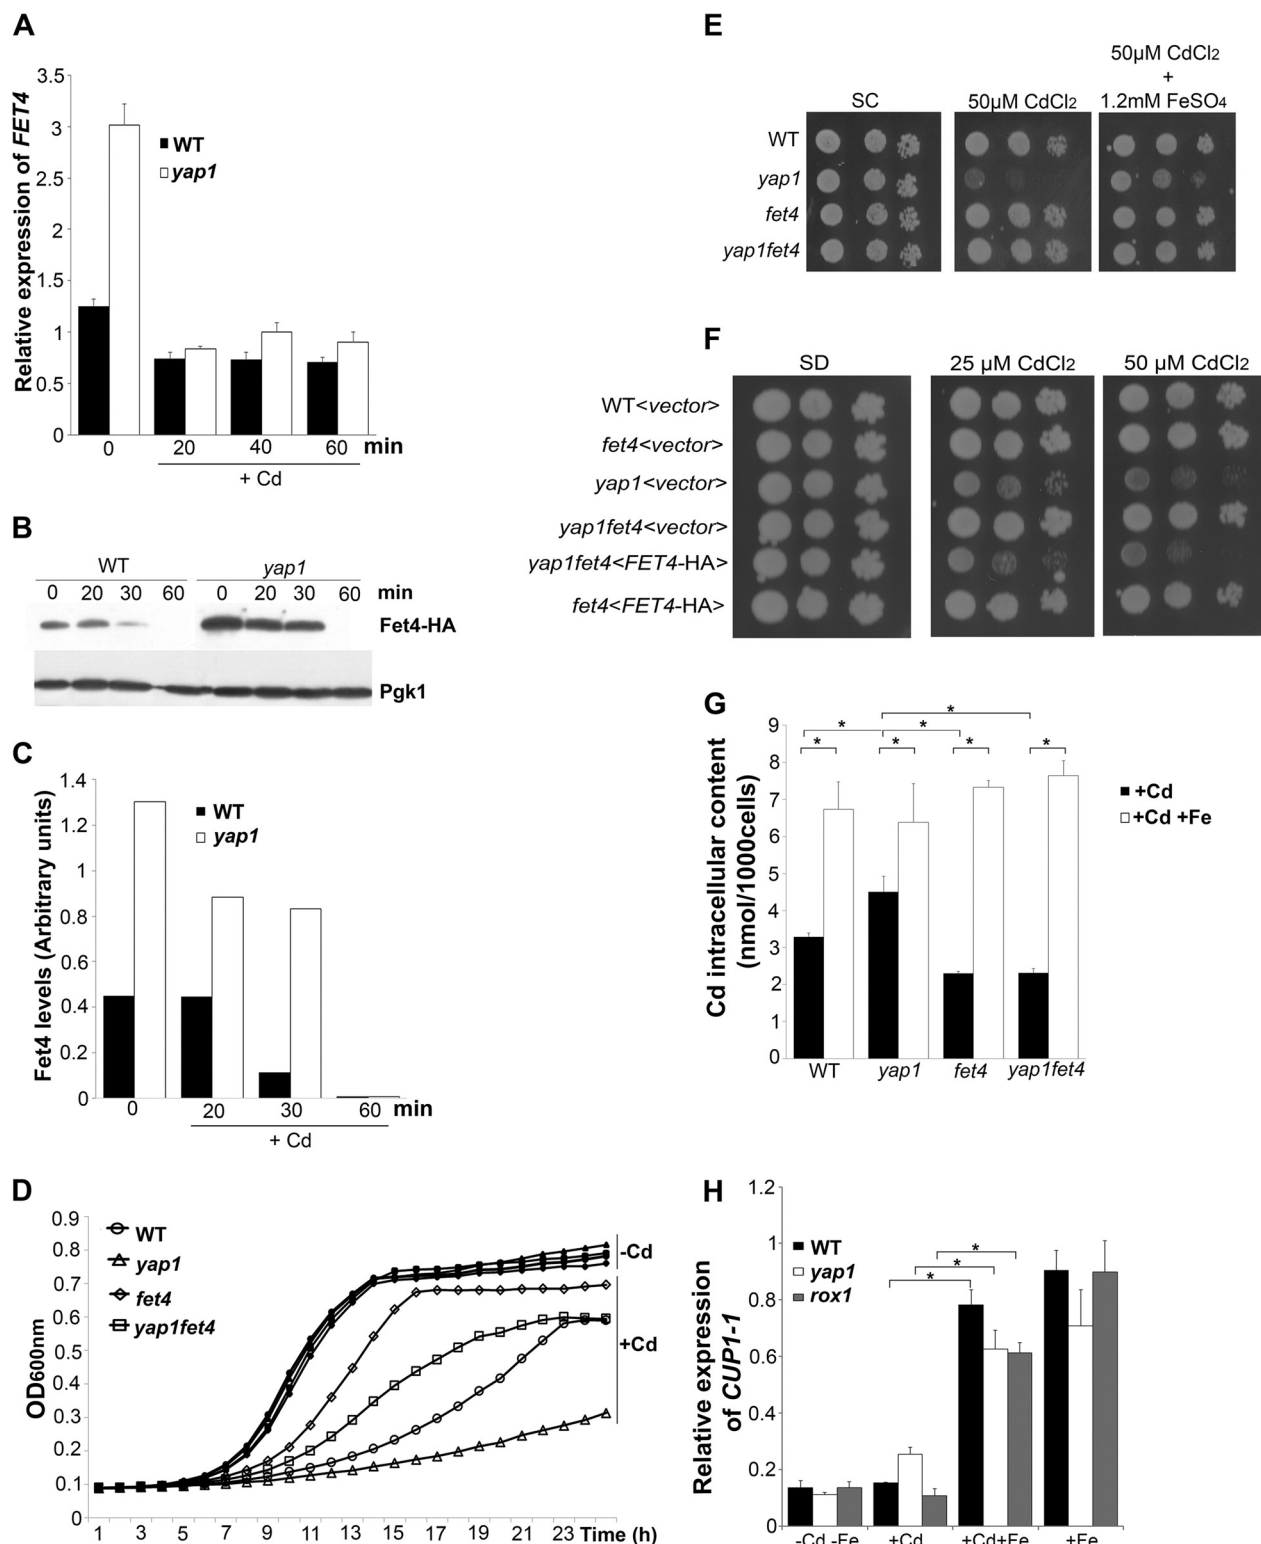 A
3.5
3
2.5
2
1.5
1
0.5
0
Relative expression of FET4
WT
yap1
0 20 40 60 min
+ Cd
B
WT yap1
0 20 30 60 min 0 20 30 60
Fet4-HA
Pgk1
C
1.4
1.2
1
0.8
0.6
0.4
0.2
0
Fet4 levels (Arbitrary units)
WT
yap1
0 20 30 60 min
+ Cd
D
0.9
0.8
0.7
0.6
0.5
0.4
0.3
0.2
0.1
0
OD600nm
WT
yap1
fet4
yap1fet4
-Cd
+Cd
1 3 5 7 9 11 13 15 17 19 21 23 Time (h)
E
SC
50µM CdCl2
50µM CdCl2
+
1.2mM FeSO4
WT
yap1
fet4
yap1fet4
F
SD 25 µM CdCl2 50 µM CdCl2
WT<vector>
fet4<vector>
yap1<vector>
yap1fet4<vector>
yap1fet4<FET4-HA>
fet4<FET4-HA>
G
9
8
7
6
5
4
3
2
1
0
Cd intracellular content
(nmol/1000cells)
* * * * * * *
+Cd
+Cd +Fe
WT yap1 fet4 yap1fet4
H
1.2
1
0.8
0.6
0.4
0.2
0
Relative expression
of CUP1-1
WT
yap1
rox1
*
*
*
-Cd -Fe +Cd +Cd+Fe +Fe